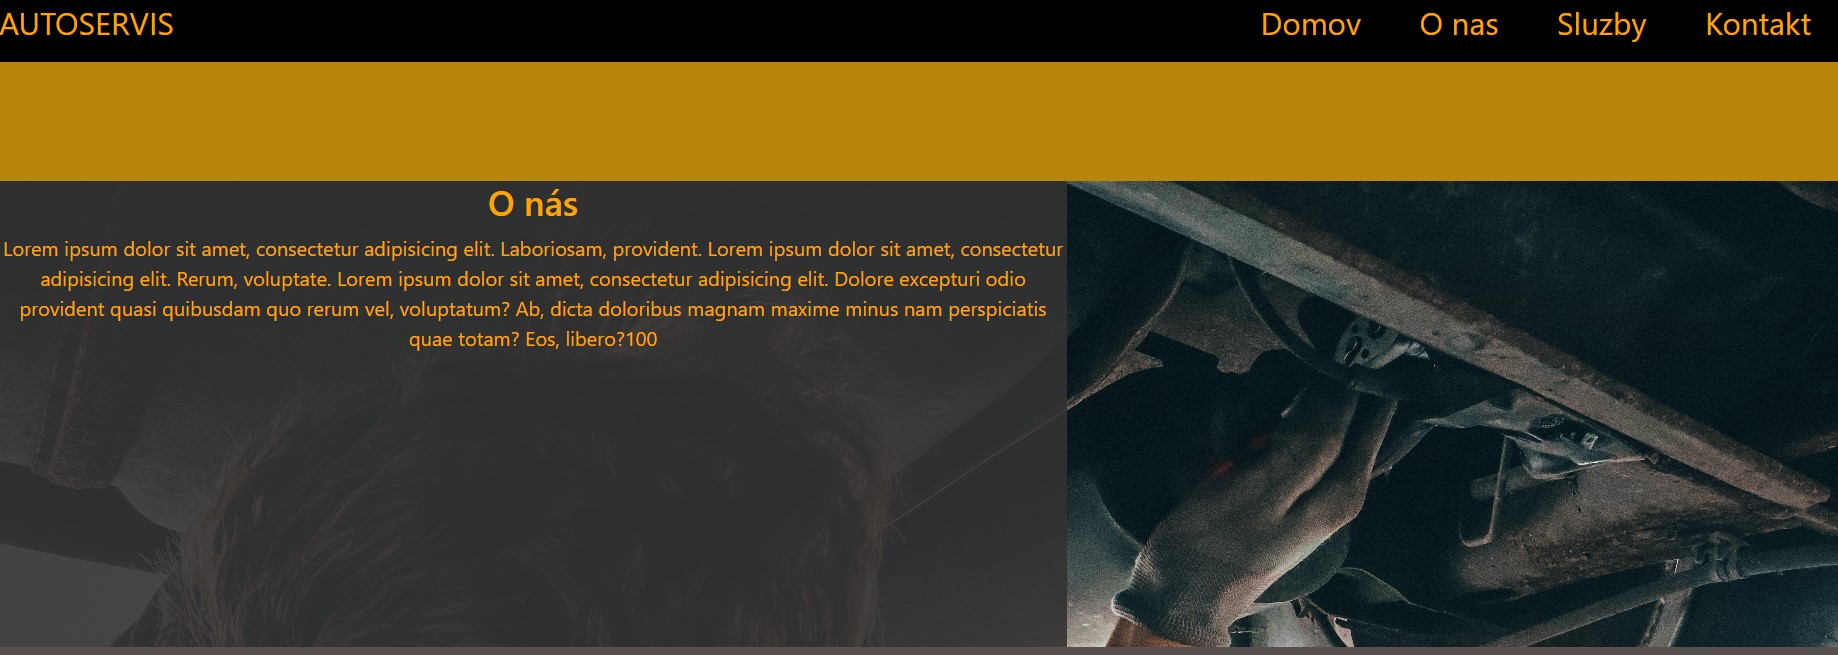 AUTOSERVIS
Domov O nas Sluzby Kontakt
O nás
Lorem ipsum dolor sit amet, consectetur adipisicing elit. Laboriosam, provident. Lorem ipsum dolor sit amet, consectetur
adipisicing elit. Rerum, voluptate. Lorem ipsum dolor sit amet, consectetur adipisicing elit. Dolore excepturi odio
provident quasi quibusdam quo rerum vel, voluptatum? Ab, dicta doloribus magnam maxime minus nam perspiciatis
quae totam? Eos, libero?100